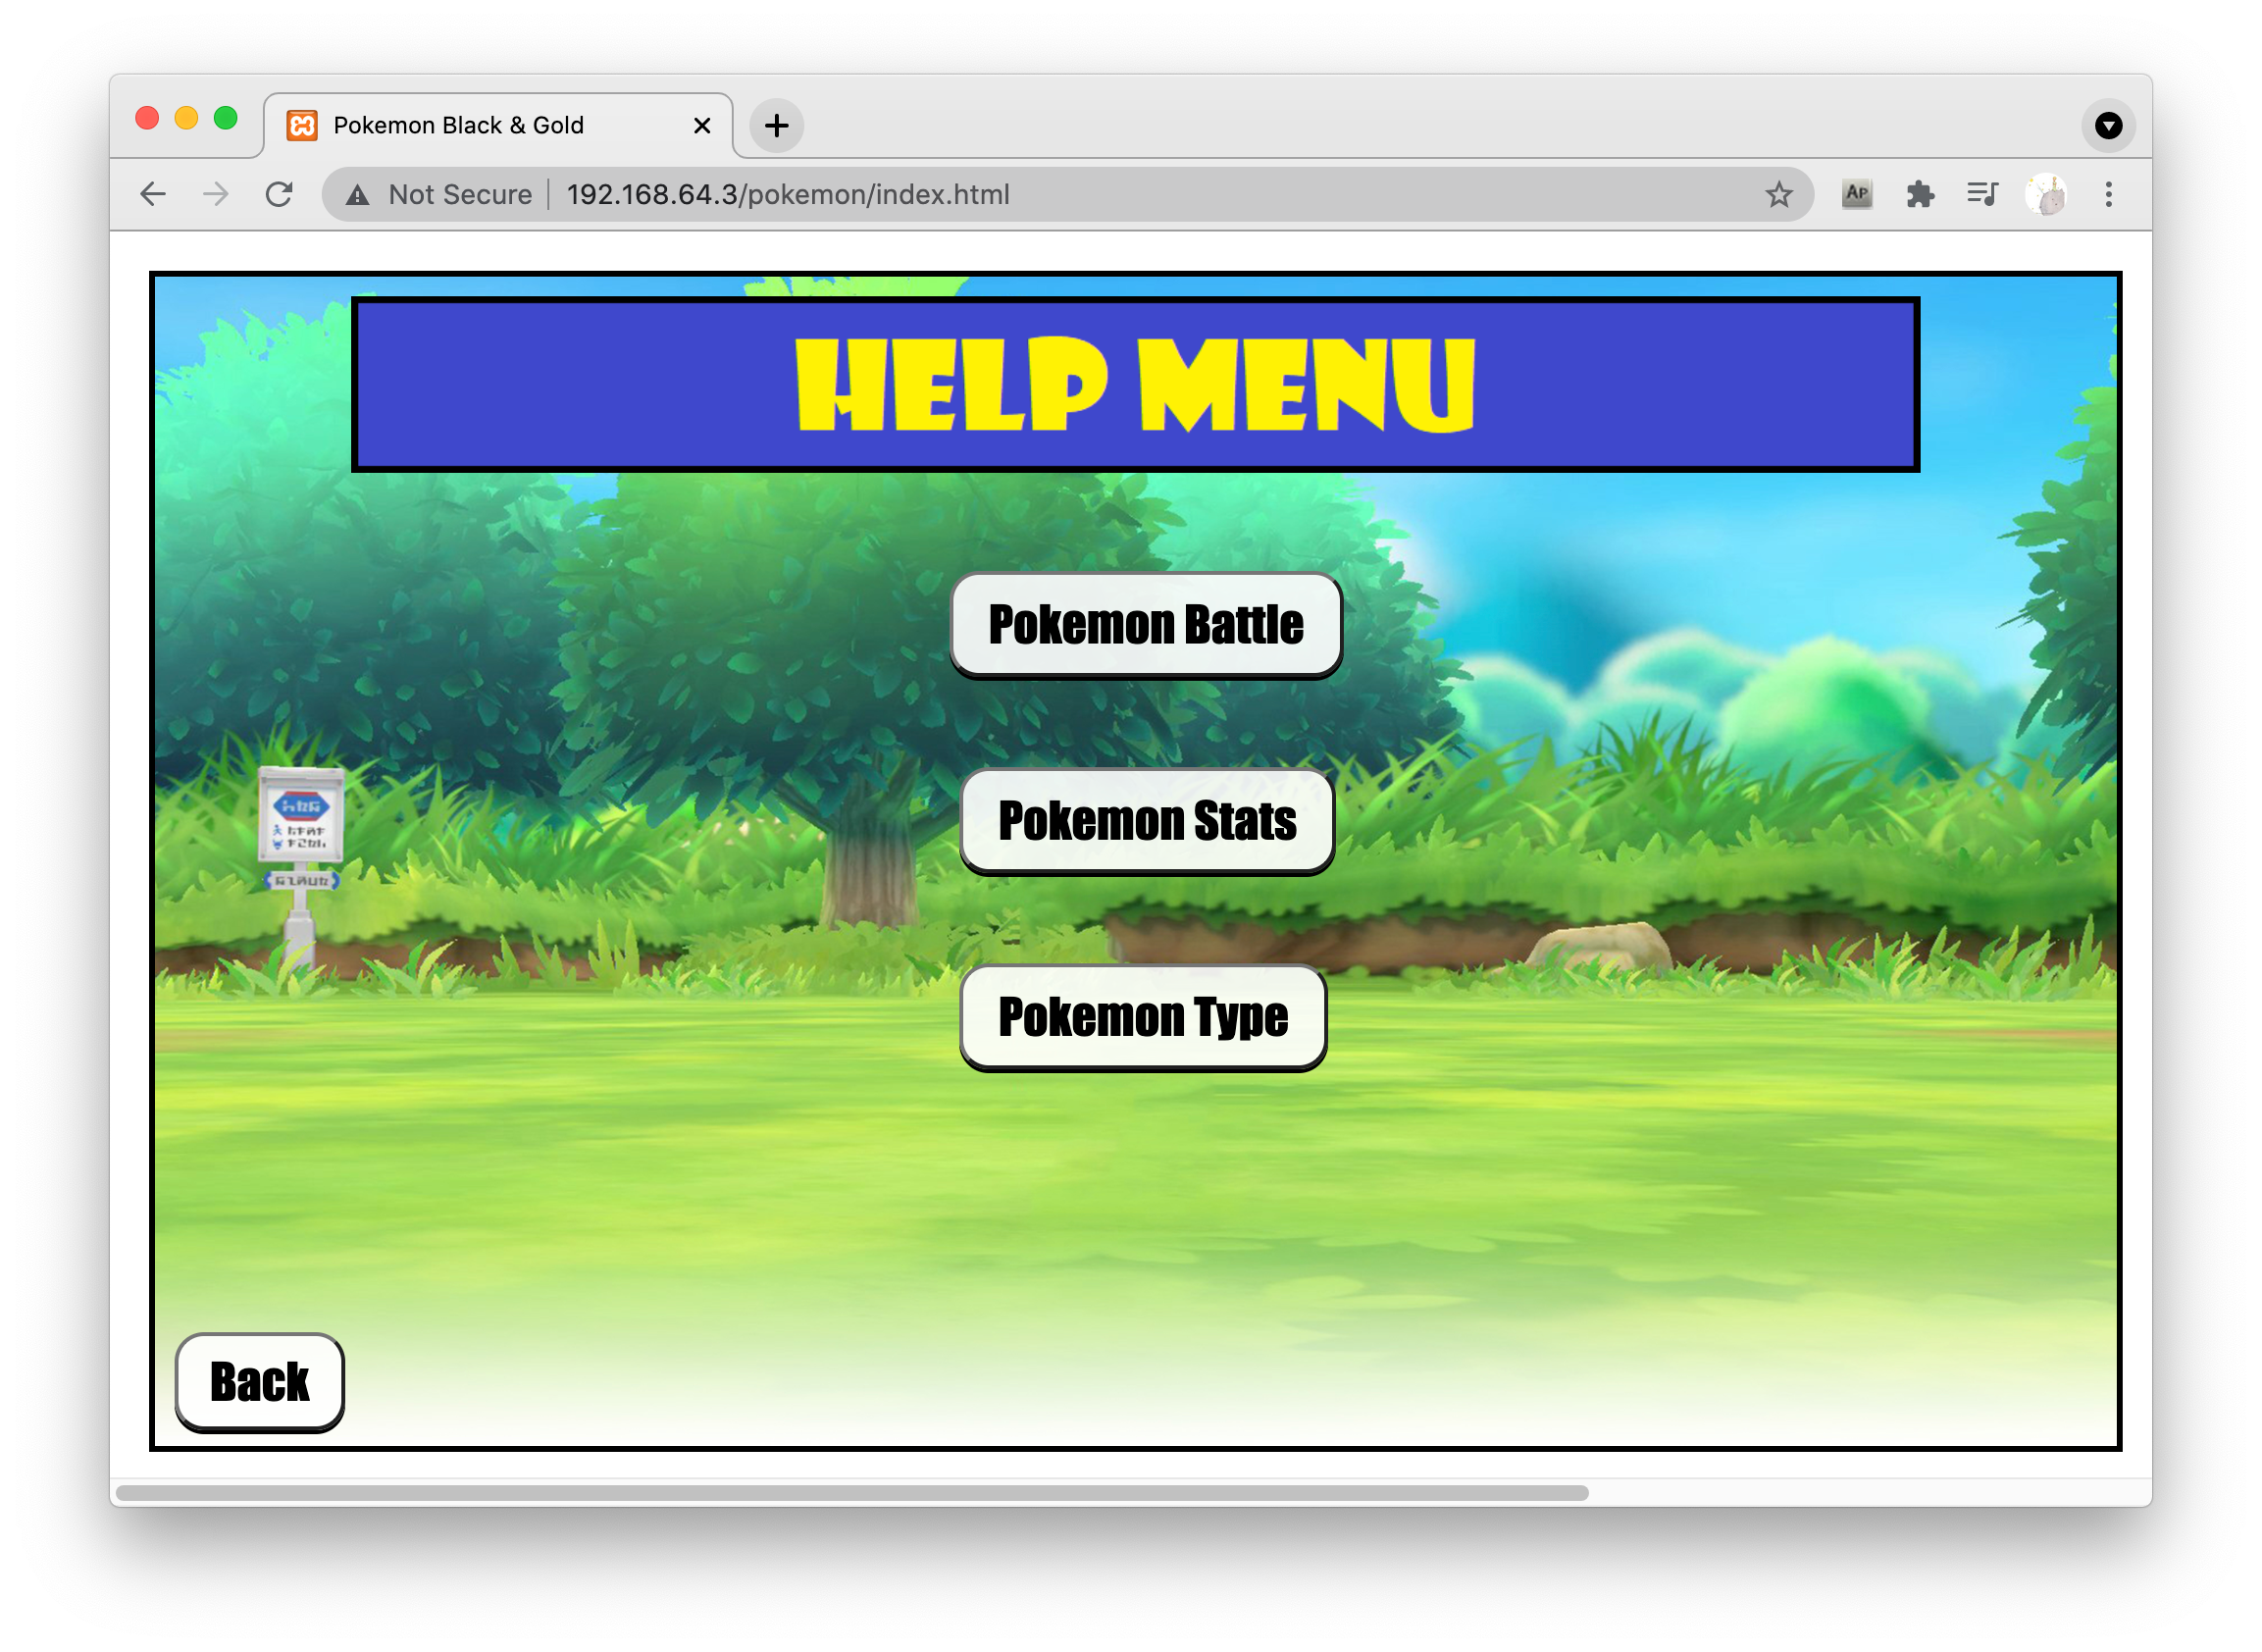 Pokemon Black & Gold
Not Secure
192.168.64.3/pokemon/index.html
AP
HELP MENU
Pokemon Battle
Pokemon Stats
Pokemon Type
Back